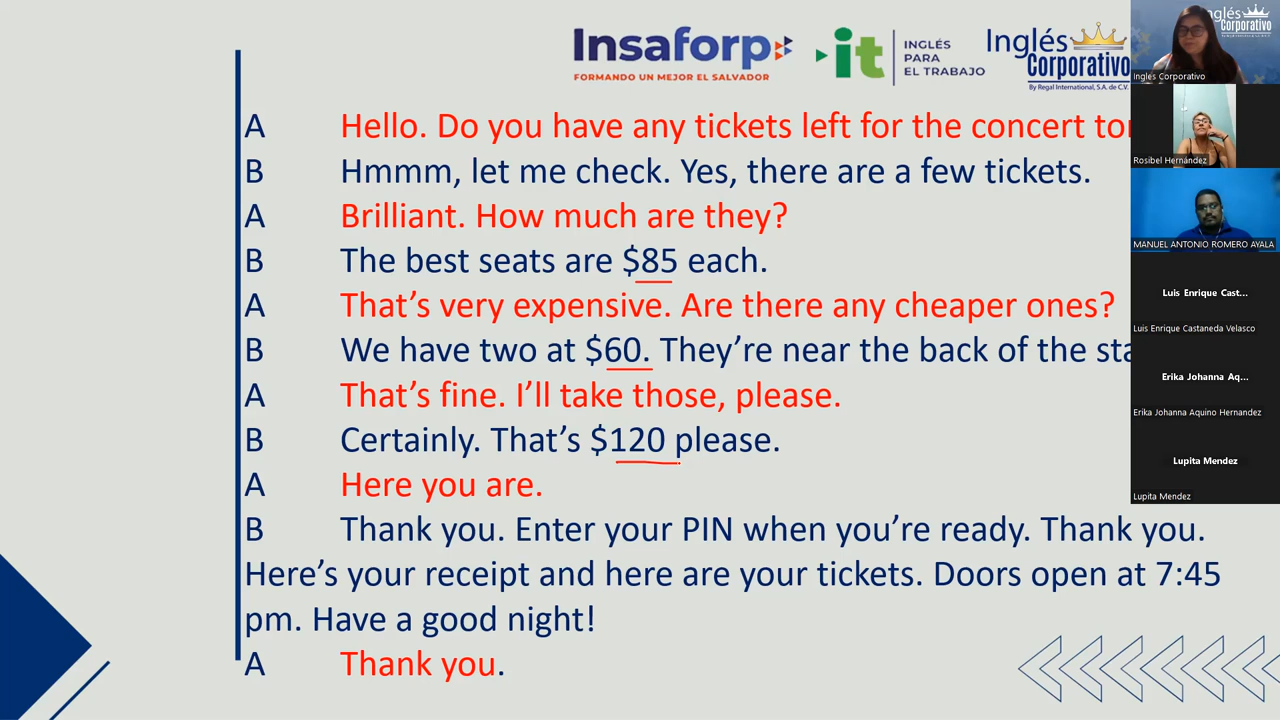 Insaforp
FORMANDO UN MEJOR EL SALVADOR
it
INGLÉS
PARA
EL TRABAJO
Inglés
Corporativo
By Regal International, S.A. de C.V.
A Hello. Do you have any tickets left for the concert
B Hmmm, let me check. Yes, there are a few tickets.
A Brilliant. How much are they?
B The best seats are $85 each.
A That's very expensive. Are there any cheaper ones?
B We have two at $60. They're near the back of the
A That's fine. I'll take those, please.
B Certainly. That's $120 please.
A Here you are.
B Thank you. Enter your PIN when you're ready. Thank you.
Here's your receipt and here are your tickets. Doors open at 7:45
pm. Have a good night!
A Thank you.
Corporativo
Inglés Corporativo
Rosibel Hernández
MANUEL ANTONIO ROMERO AYALA
Luis Enrique Cast...
Luis Enrique Castaneda Velasco
Erika Johanna Aq...
Erika Johanna Aquino Hernandez
Lupita Mendez
Lupita Mendez